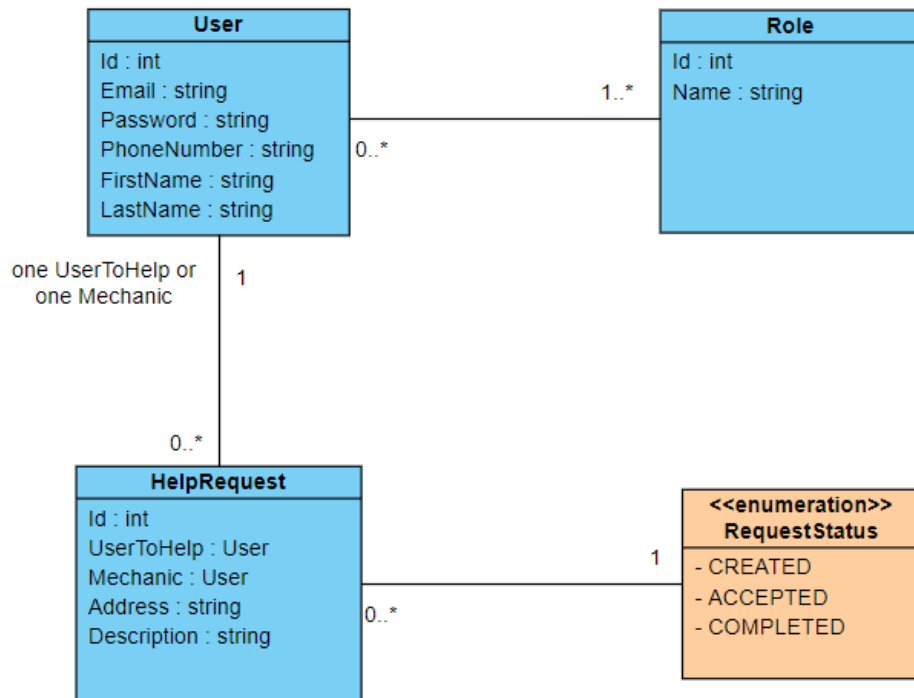 User
Id : int
Email : string
Password : string
PhoneNumber : string
FirstName : string
LastName : string
Role
Id : int
Name : string
1..*
0..*
one UserToHelp or
one Mechanic
1
0..*
HelpRequest
Id : int
UserToHelp : User
Mechanic : User
Address : string
Description : string
1
0..*
<<enumeration>>
RequestStatus
- CREATED
- ACCEPTED
- COMPLETED